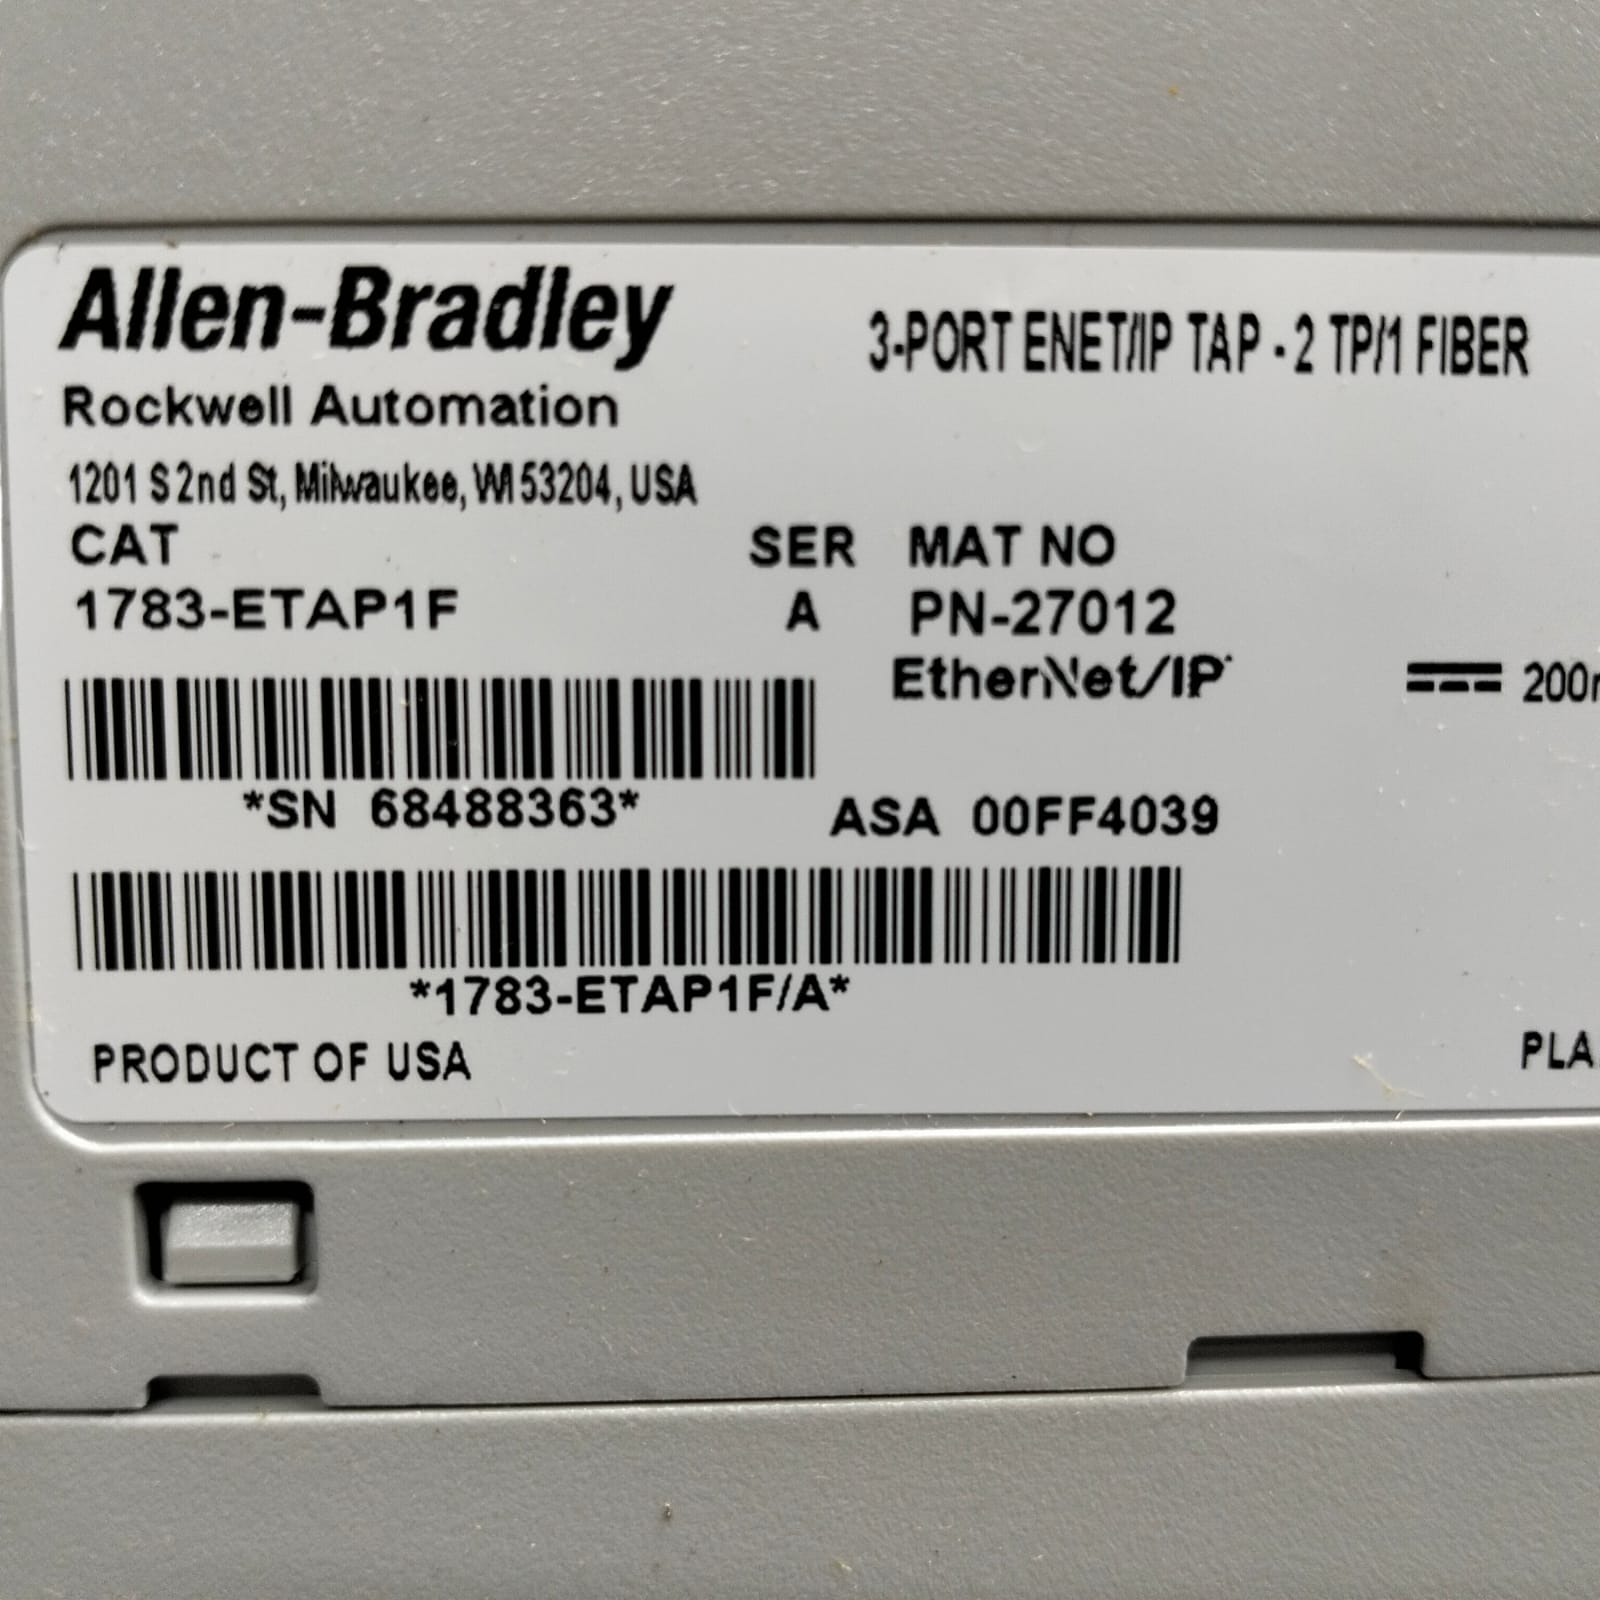 Allen-Bradley
3-PORT ENET/IP TAP - 2 TP/1 FIBER
Rockwell Automation
1201 S 2nd St, Milwaukee, WI 53204, USA
CAT SER MAT NO
1783-ETAP1F A PN-27012
EtherNet/IP
200m
*SN 68488363* ASA 00FF4039
*1783-ETAP1F/A*
PRODUCT OF USA